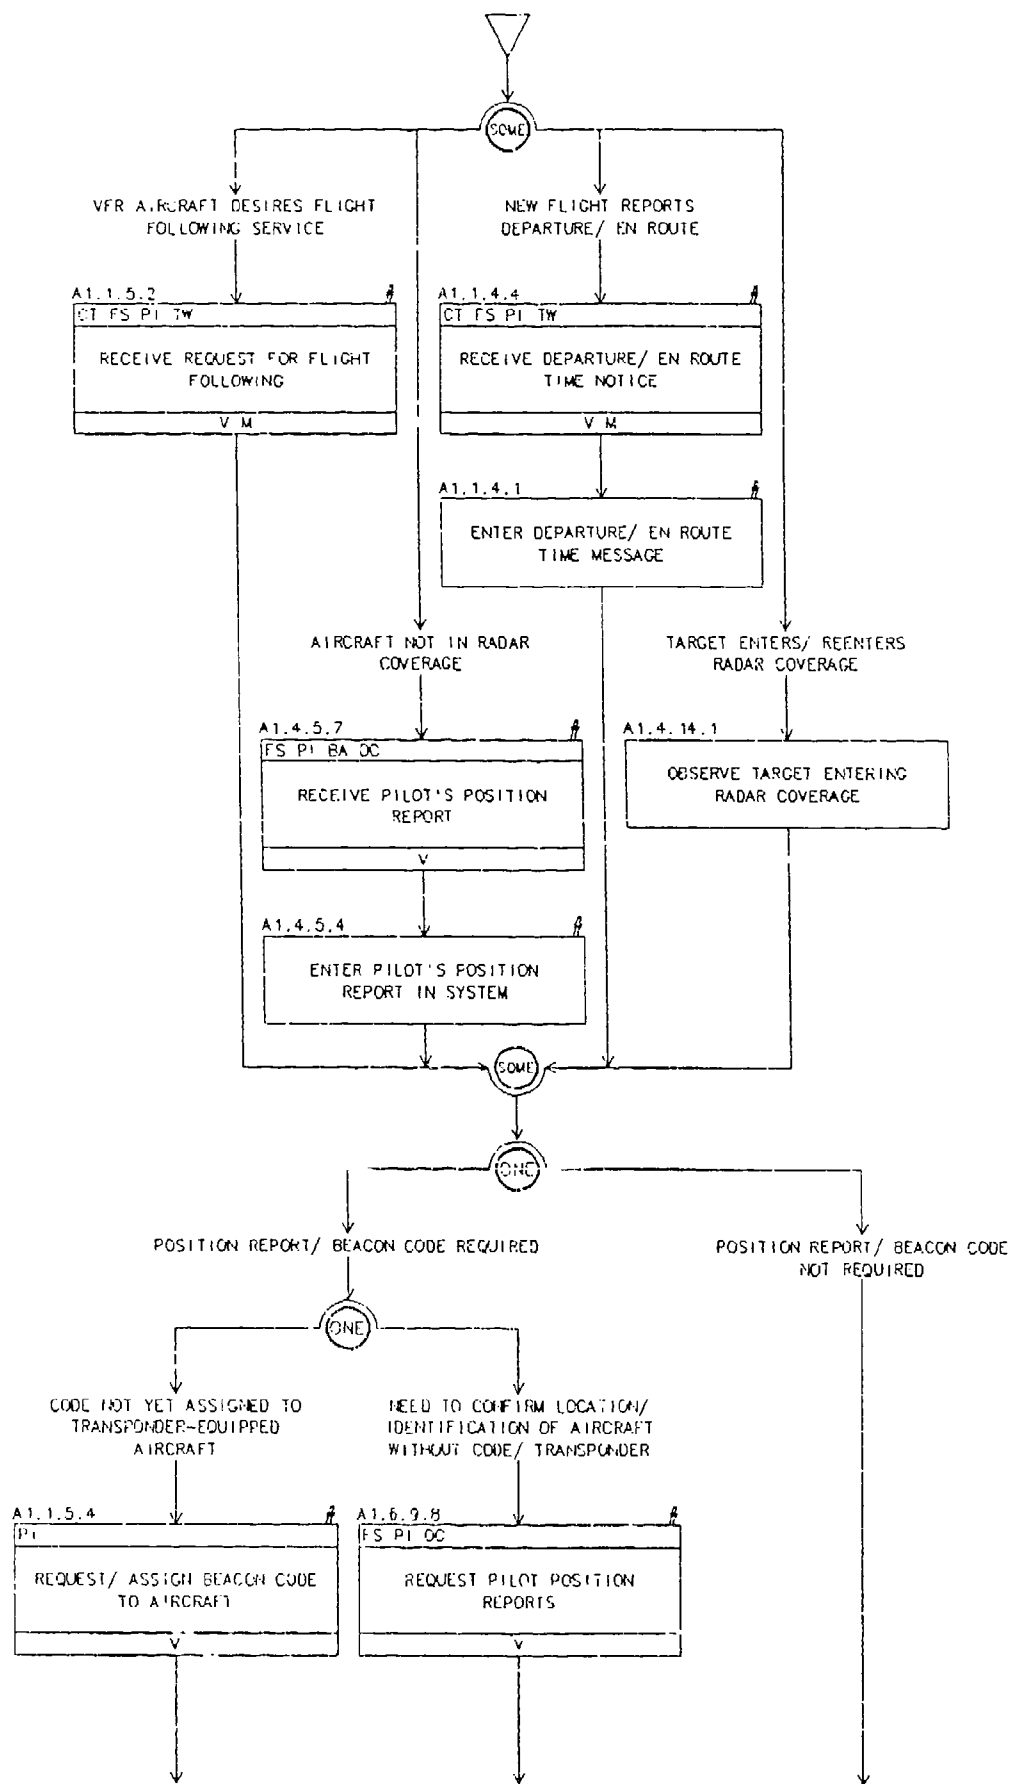 SOME
VFR AIRCRAFT DESIRES FLIGHT
FOLLOWING SERVICE
NEW FLIGHT REPORTS
DEPARTURE/ EN ROUTE
A1.1.5.2
CT FS PI TW
RECEIVE REQUEST FOR FLIGHT
FOLLOWING
V M
A1.1.4.4
CT FS PI TW
RECEIVE DEPARTURE/ EN ROUTE
TIME NOTICE
V M
A1.1.4.1
ENTER DEPARTURE/ EN ROUTE
TIME MESSAGE
AIRCRAFT NOT IN RADAR
COVERAGE
TARGET ENTERS/ REENTERS
RADAR COVERAGE
A1.4.5.7
FS PI BA OC
RECEIVE PILOT'S POSITION
REPORT
V
A1.4.14.1
OBSERVE TARGET ENTERING
RADAR COVERAGE
A1.4.5.4
ENTER PILOT'S POSITION
REPORT IN SYSTEM
SOME
ONE
POSITION REPORT/ BEACON CODE REQUIRED
POSITION REPORT/ BEACON CODE
NOT REQUIRED
ONE
CODE NOT YET ASSIGNED TO
TRANSPONDER-EQUIPPED
AIRCRAFT
NEED TO CONFIRM LOCATION/
IDENTIFICATION OF AIRCRAFT
WITHOUT CODE/ TRANSPONDER
A1.1.5.4
PI
REQUEST/ ASSIGN BEACON CODE
TO AIRCRAFT
V
A1.6.9.8
FS PI OC
REQUEST PILOT POSITION
REPORTS
V